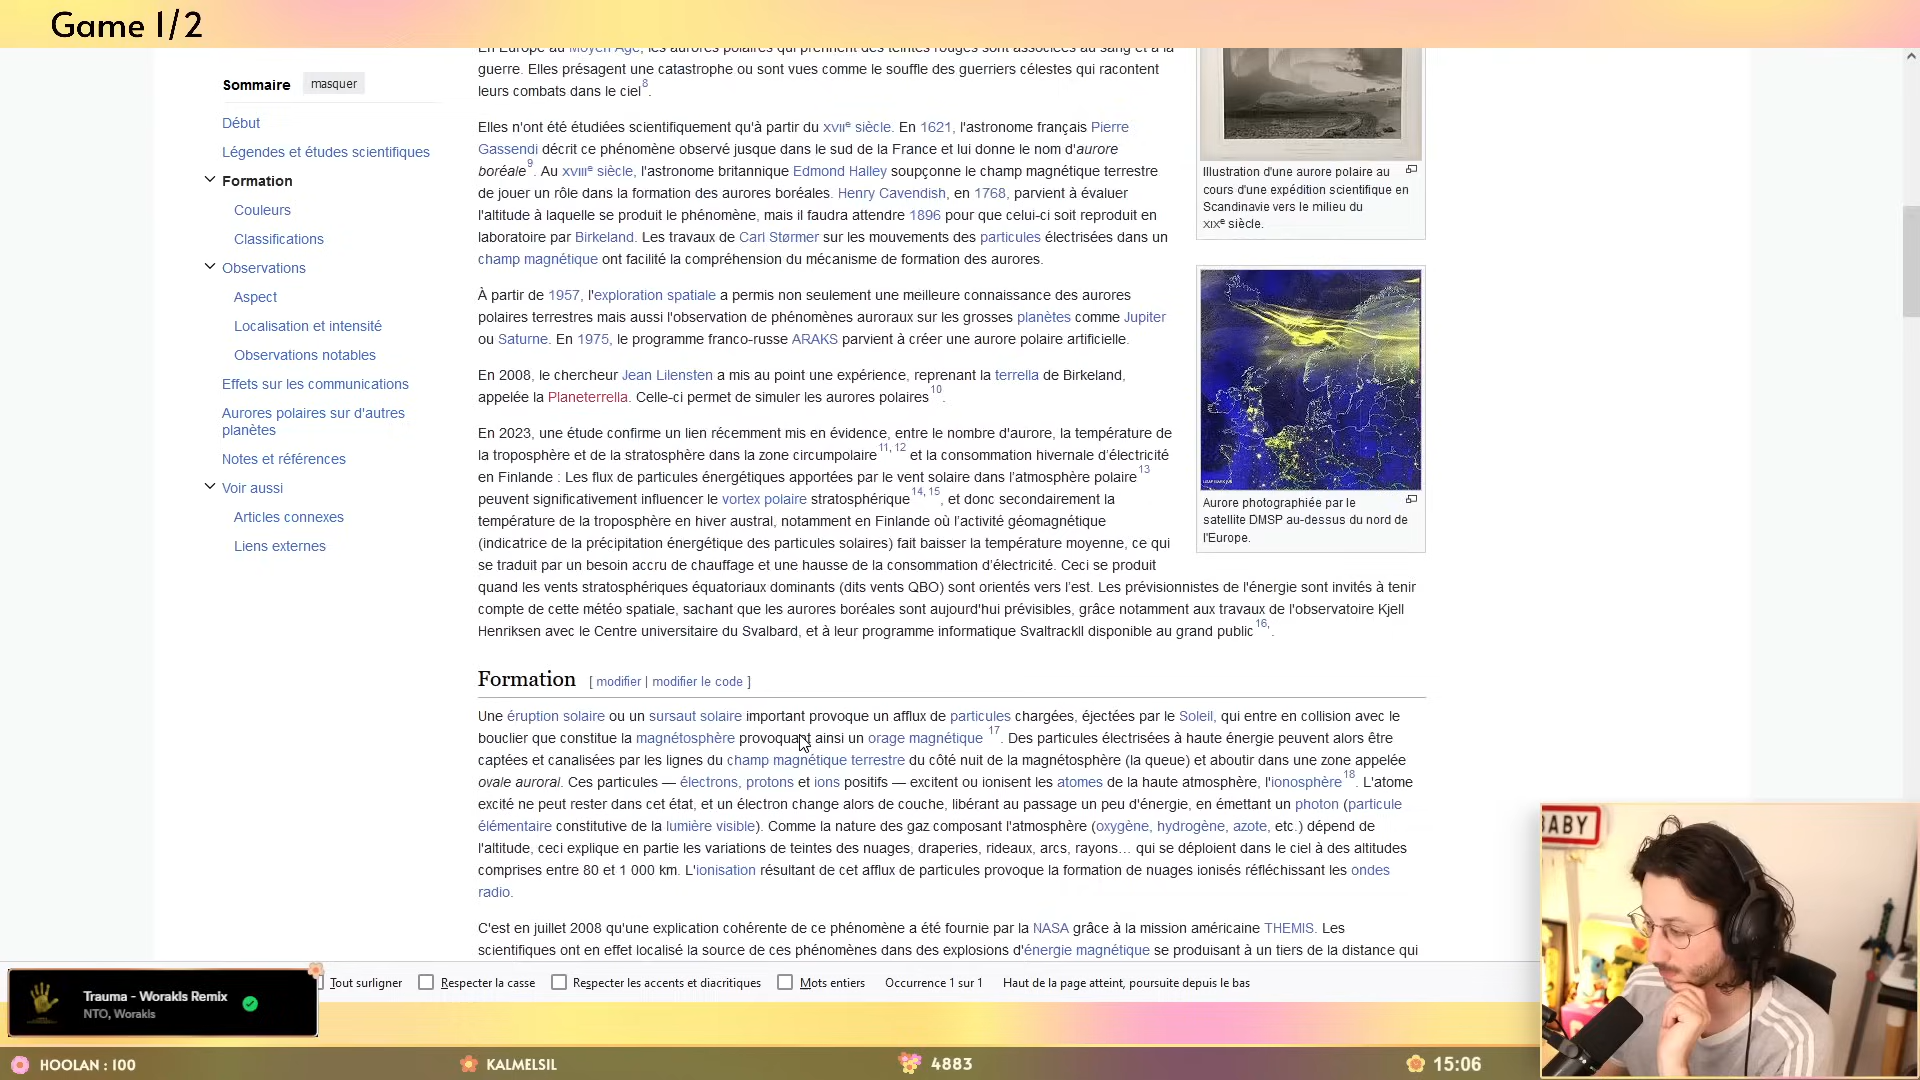 Game 1/2
En Europe au Moyen Âge, les aurores polaires qui prennent des teintes rouges sont associées au sang et à la
guerre. Elles présagent une catastrophe ou sont vues comme le souffle des guerriers célestes qui racontent
leurs combats dans le ciel8.
Sommaire masquer
Début
Légendes et études scientifiques
Formation
Couleurs
Classifications
Observations
Aspect
Localisation et intensité
Observations notables
Effets sur les communications
Aurores polaires sur d'autres
planètes
Notes et références
Voir aussi
Articles connexes
Liens externes
Elles n'ont été étudiées scientifiquement qu'à partir du XVIIe siècle. En 1621, l'astronome français Pierre
Gassendi décrit ce phénomène observé jusque dans le sud de la France et lui donne le nom d'aurore
boréale9. Au XVIIIe siècle, l'astronome britannique Edmond Halley soupçonne le champ magnétique terrestre
de jouer un rôle dans la formation des aurores boréales. Henry Cavendish, en 1768, parvient à évaluer
l'altitude à laquelle se produit le phénomène, mais il faudra attendre 1896 pour que celui-ci soit reproduit en
laboratoire par Birkeland. Les travaux de Carl Størmer sur les mouvements des particules électrisées dans un
champ magnétique ont facilité la compréhension du mécanisme de formation des aurores.
À partir de 1957, l'exploration spatiale a permis non seulement une meilleure connaissance des aurores
polaires terrestres mais aussi l'observation de phénomènes auroraux sur les grosses planètes comme Jupiter
ou Saturne. En 1975, le programme franco-russe ARAKS parvient à créer une aurore polaire artificielle.
En 2008, le chercheur Jean Lilensten a mis au point une expérience, reprenant la terrella de Birkeland,
appelée la Planeterrella. Celle-ci permet de simuler les aurores polaires10.
En 2023, une étude confirme un lien récemment mis en évidence, entre le nombre d'aurore, la température de
la troposphère et de la stratosphère dans la zone circumpolaire11, 12 et la consommation hivernale d'électricité
en Finlande : Les flux de particules énergétiques apportées par le vent solaire dans l'atmosphère polaire13
peuvent significativement influencer le vortex polaire stratosphérique14, 15, et donc secondairement la
température de la troposphère en hiver austral, notamment en Finlande où l'activité géomagnétique
(indicatrice de la précipitation énergétique des particules solaires) fait baisser la température moyenne, ce qui
se traduit par un besoin accru de chauffage et une hausse de la consommation d'électricité. Ceci se produit
quand les vents stratosphériques équatoriaux dominants (dits vents QBO) sont orientés vers l'est. Les prévisionnistes de l'énergie sont invités à tenir
compte de cette météo spatiale, sachant que les aurores boréales sont aujourd'hui prévisibles, grâce notamment aux travaux de l'observatoire Kjell
Henriksen avec le Centre universitaire du Svalbard, et à leur programme informatique SvaltrackII disponible au grand public16,.
Illustration d'une aurore polaire au
cours d'une expédition scientifique en
Scandinavie vers le milieu du
XIXe siècle.
Aurore photographiée par le
satellite DMSP au-dessus du nord de
l'Europe.
Formation [ modifier | modifier le code ]
Une éruption solaire ou un sursaut solaire important provoque un afflux de particules chargées, éjectées par le Soleil, qui entre en collision avec le
bouclier que constitue la magnétosphère provoquant ainsi un orage magnétique 17. Des particules électrisées à haute énergie peuvent alors être
captées et canalisées par les lignes du champ magnétique terrestre du côté nuit de la magnétosphère (la queue) et aboutir dans une zone appelée
ovale auroral. Ces particules — électrons, protons et ions positifs — excitent ou ionisent les atomes de la haute atmosphère, l'ionosphère18. L'atome
excité ne peut rester dans cet état, et un électron change alors de couche, libérant au passage un peu d'énergie, en émettant un photon (particule
élémentaire constitutive de la lumière visible). Comme la nature des gaz composant l'atmosphère (oxygène, hydrogène, azote, etc.) dépend de
l'altitude, ceci explique en partie les variations de teintes des nuages, draperies, rideaux, arcs, rayons… qui se déploient dans le ciel à des altitudes
comprises entre 80 et 1 000 km. L'ionisation résultant de cet afflux de particules provoque la formation de nuages ionisés réfléchissant les ondes
radio.
C'est en juillet 2008 qu'une explication cohérente de ce phénomène a été fournie par la NASA grâce à la mission américaine THEMIS. Les
scientifiques ont en effet localisé la source de ces phénomènes dans des explosions d'énergie magnétique se produisant à un tiers de la distance qui
Tout surligner Respecter la casse Respecter les accents et diacritiques Mots entiers Occurrence 1 sur 1 Haut de la page atteint, poursuite depuis le bas
Trauma - Worakls Remix
NTO, Worakls
BABY
HOOLAN : 100 KALMELSIL 4883 15:06